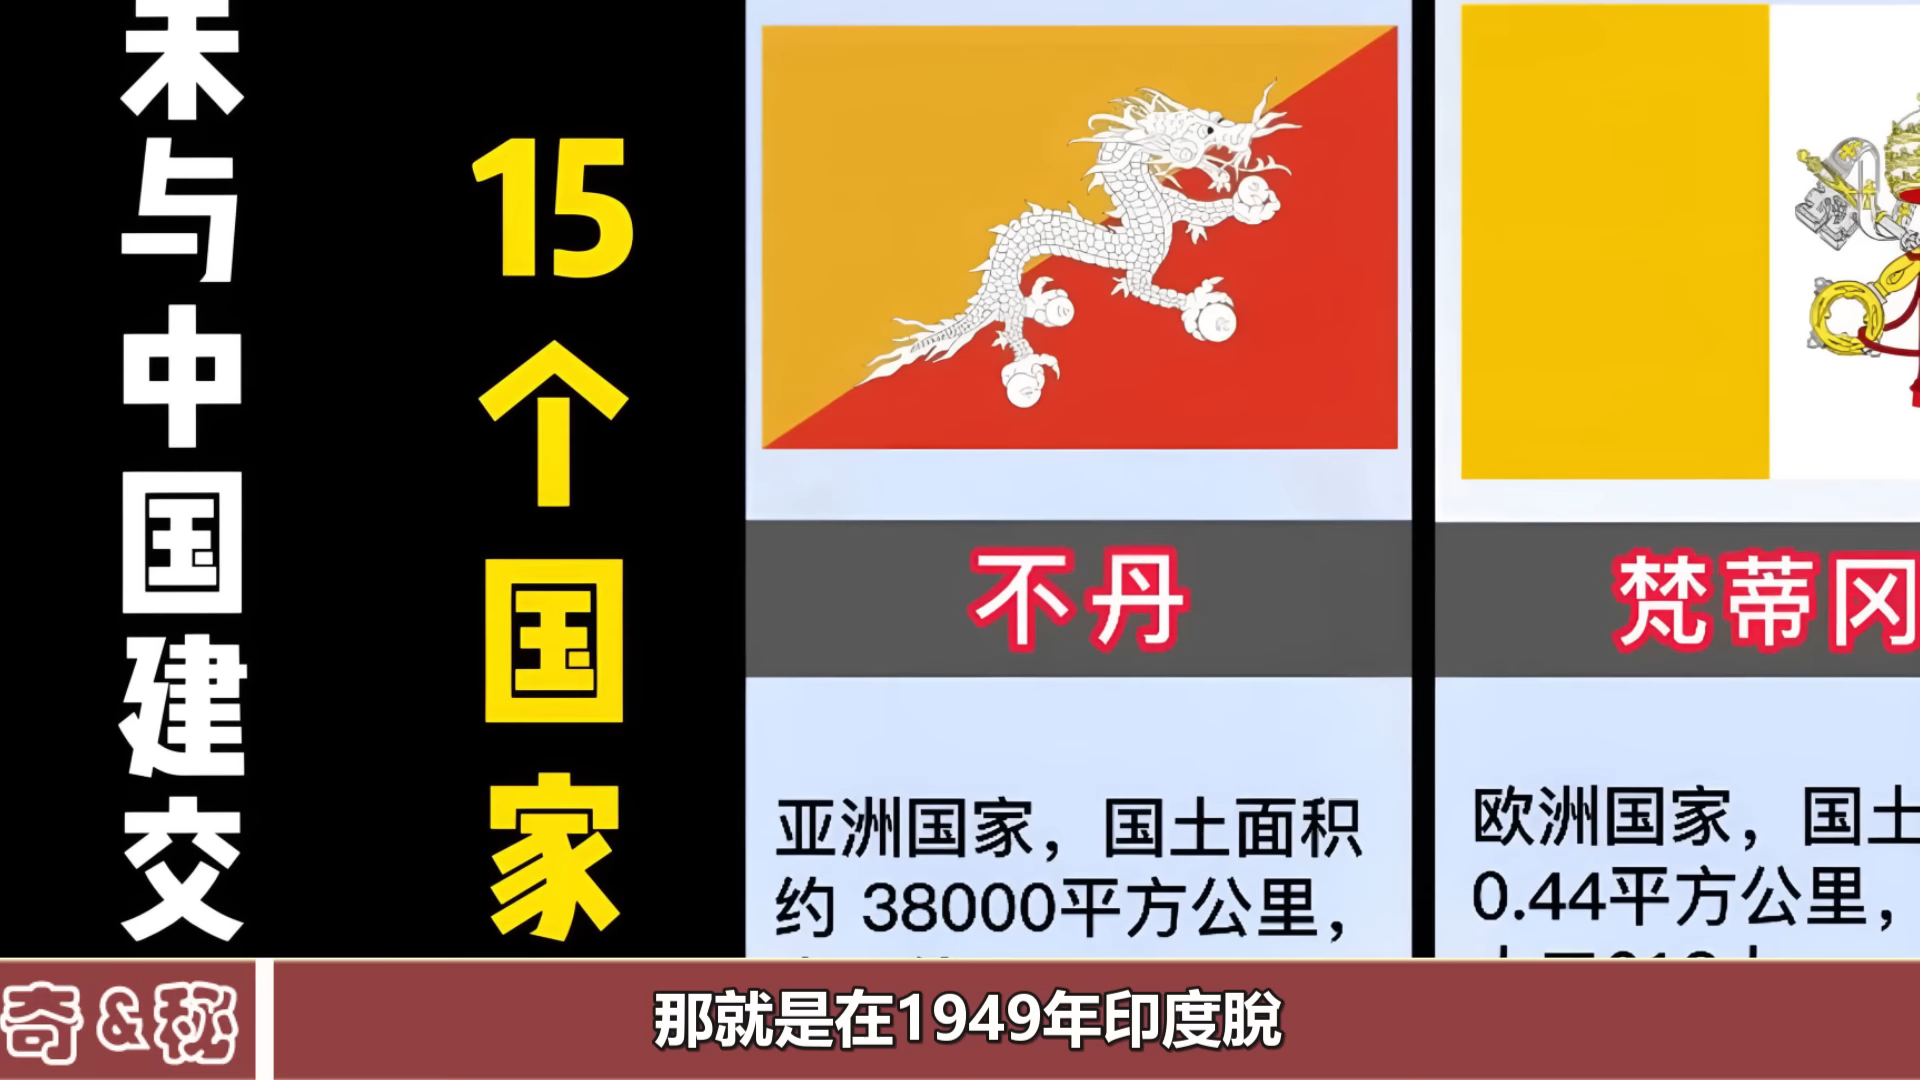 未与中国建交
15个国家
不丹
亚洲国家，国土面积
约 38000平方公里，
梵蒂冈
欧洲国家，国土
0.44平方公里，
奇&秘
那就是在1949年印度脫